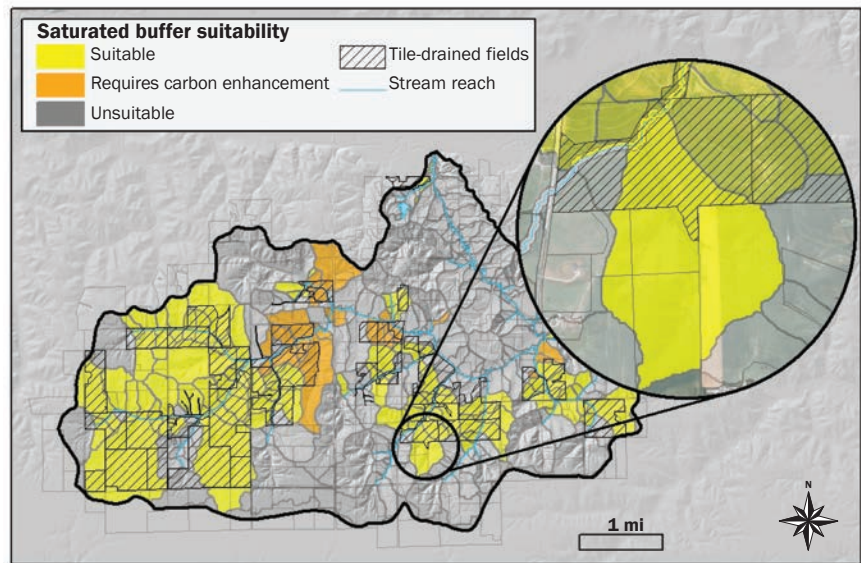 Saturated buffer suitability
Suitable
Requires carbon enhancement
Unsuitable
Tile-drained fields
Stream reach
N
1 mi